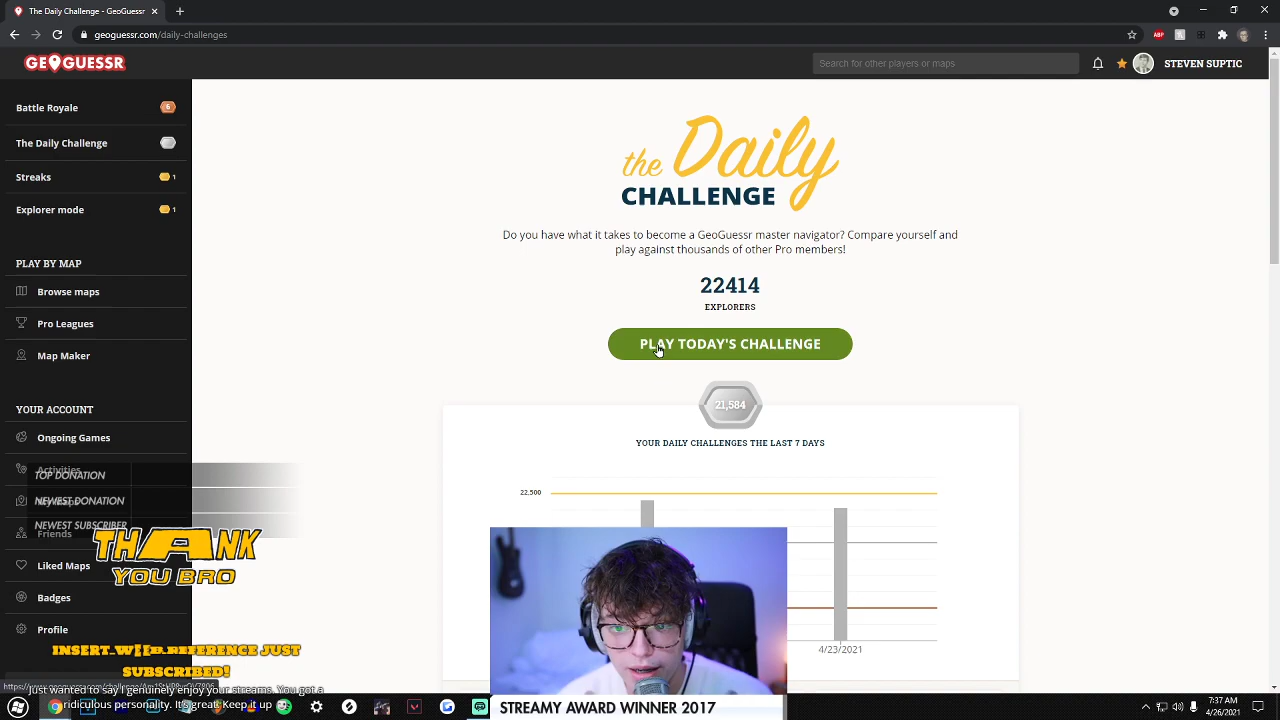 The Daily Challenge - GeoGuess
geoguessr.com/daily-challenges
GEOGUESSR
Search for other players or maps
STEVEN SUPTIC
Battle Royale
6
The Daily Challenge
Streaks
1
Explorer mode
1
PLAY BY MAP
Browse maps
Pro Leagues
Map Maker
YOUR ACCOUNT
Ongoing Games
Activities
TOP DONATION
NEWEST DONATION
NEWEST SUBSCRIBER
Friends
THANK
YOU BRO
Liked Maps
Badges
Profile
JUST
SUBSCRIBED!
Just wanted to say I genuinely enjoy your streams. You got a
ridiculous personality. It's great. Keep it up
the Daily
CHALLENGE
Do you have what it takes to become a GeoGuessr master navigator? Compare yourself and
play against thousands of other Pro members!
22414
EXPLORERS
PLAY TODAY'S CHALLENGE
21,584
YOUR DAILY CHALLENGES THE LAST 7 DAYS
22,500
4/23/2021
STREAMY AWARD WINNER 2017
7:37 AM
4/26/2021